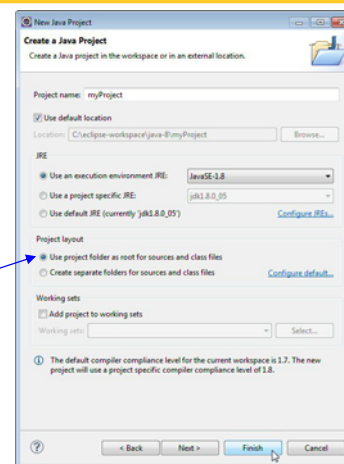 New Java Project
Create a Java Project
Create a Java project in the workspace or in an external location.
Project name: myProject
Use default location
Location: C:\eclipse-workspace\java-8\myProject Browse...
JRE
Use an execution environment JRE: JavaSE-1.8
Use a project specific JRE: jdk1.8.0_05
Use default JRE (currently 'jdk1.8.0_05') Configure JREs...
Project layout
Use project folder as root for sources and class files
Create separate folders for sources and class files Configure default...
Working sets
Add project to working sets
Working sets: Select...
The default compiler compliance level for the current workspace is 1.7. The new
project will use a project specific compiler compliance level of 1.8.
? < Back Next > Finish Cancel